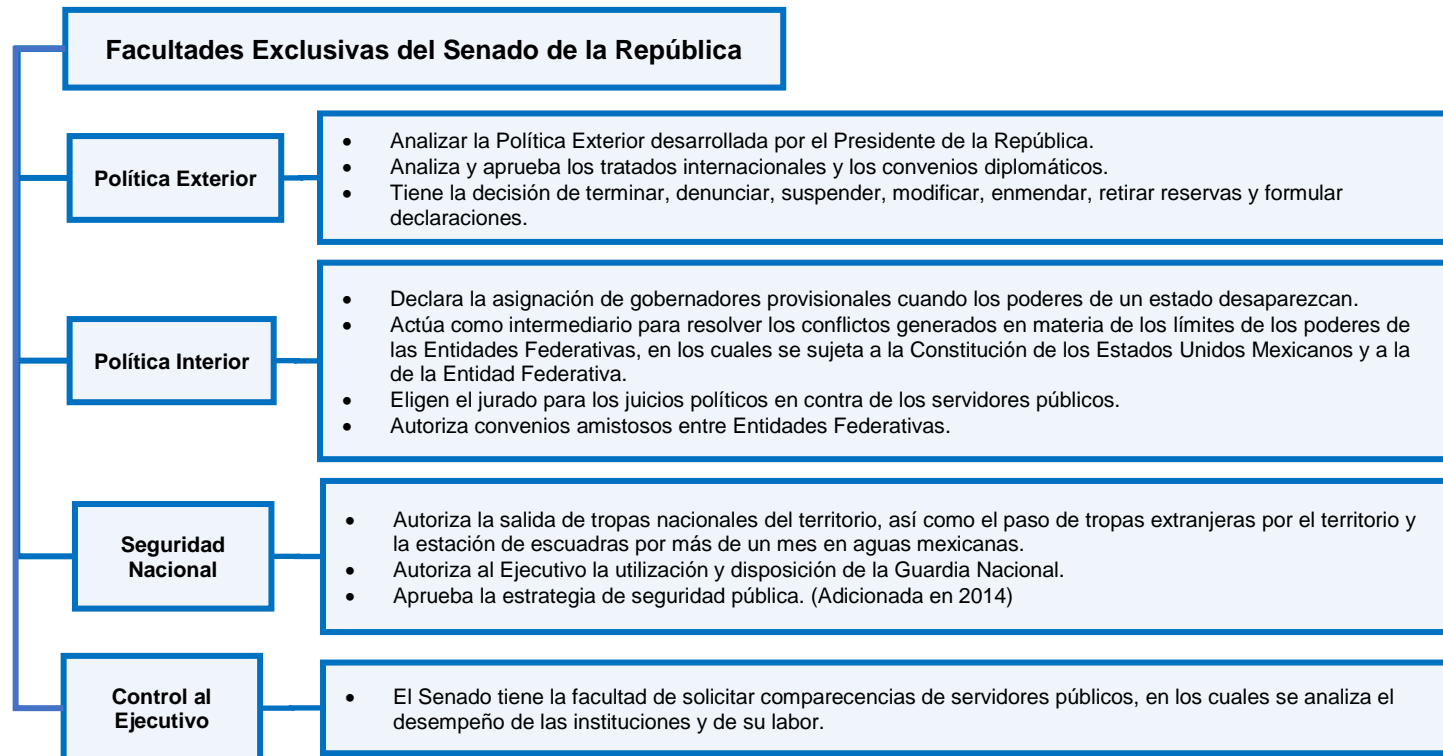 Facultades Exclusivas del Senado de la República
Política Exterior
• Analizar la Política Exterior desarrollada por el Presidente de la República.
• Analiza y aprueba los tratados internacionales y los convenios diplomáticos.
• Tiene la decisión de terminar, denunciar, suspender, modificar, enmendar, retirar reservas y formular
declaraciones.
Política Interior
• Declara la asignación de gobernadores provisionales cuando los poderes de un estado desaparezcan.
• Actúa como intermediario para resolver los conflictos generados en materia de los límites de los poderes de
las Entidades Federativas, en los cuales se sujeta a la Constitución de los Estados Unidos Mexicanos y a la
de la Entidad Federativa.
• Eligen el jurado para los juicios políticos en contra de los servidores públicos.
• Autoriza convenios amistosos entre Entidades Federativas.
Seguridad
Nacional
• Autoriza la salida de tropas nacionales del territorio, así como el paso de tropas extranjeras por el territorio y
la estación de escuadras por más de un mes en aguas mexicanas.
• Autoriza al Ejecutivo la utilización y disposición de la Guardia Nacional.
• Aprueba la estrategia de seguridad pública. (Adicionada en 2014)
Control al
Ejecutivo
• El Senado tiene la facultad de solicitar comparecencias de servidores públicos, en los cuales se analiza el
desempeño de las instituciones y de su labor.